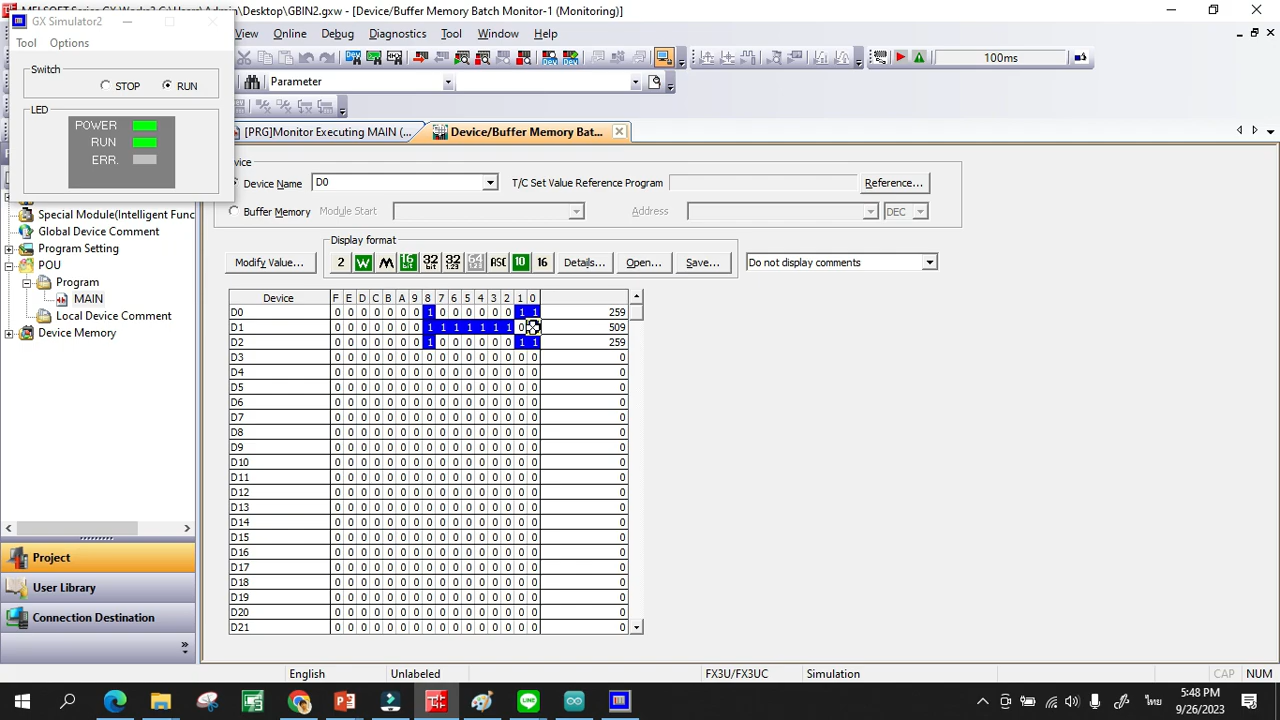 MELSOFT Series GX Works2 C:\Users\Admin\Desktop\GBIN2.gxw - [Device/Buffer Memory Batch Monitor-1 (Monitoring)]
GX Simulator2
View Online Debug Diagnostics Tool Window Help
Tool Options
Switch
STOP RUN
100ms
Parameter
LED
POWER
RUN
ERR.
[PRG]Monitor Executing MAIN (... Device/Buffer Memory Bat...
Device Name D0 T/C Set Value Reference Program Reference...
Buffer Memory Module Start Address DEC
Special Module(Intelligent Func
Global Device Comment
Program Setting
POU
Program
MAIN
Local Device Comment
Device Memory
Display format
Modify Value... 2 W M 16 bit 32 bit 32 1.23 64 1.23 ASC 10 16 Details... Open... Save... Do not display comments
Device F E D C B A 9 8 7 6 5 4 3 2 1 0
D0 0 0 0 0 0 0 0 1 0 0 0 0 0 0 1 1 259
D1 0 0 0 0 0 0 0 1 1 1 1 1 1 1 0 509
D2 0 0 0 0 0 0 0 1 0 0 0 0 0 0 1 1 259
D3 0 0 0 0 0 0 0 0 0 0 0 0 0 0 0 0 0
D4 0 0 0 0 0 0 0 0 0 0 0 0 0 0 0 0 0
D5 0 0 0 0 0 0 0 0 0 0 0 0 0 0 0 0 0
D6 0 0 0 0 0 0 0 0 0 0 0 0 0 0 0 0 0
D7 0 0 0 0 0 0 0 0 0 0 0 0 0 0 0 0 0
D8 0 0 0 0 0 0 0 0 0 0 0 0 0 0 0 0 0
D9 0 0 0 0 0 0 0 0 0 0 0 0 0 0 0 0 0
D10 0 0 0 0 0 0 0 0 0 0 0 0 0 0 0 0 0
D11 0 0 0 0 0 0 0 0 0 0 0 0 0 0 0 0 0
D12 0 0 0 0 0 0 0 0 0 0 0 0 0 0 0 0 0
D13 0 0 0 0 0 0 0 0 0 0 0 0 0 0 0 0 0
D14 0 0 0 0 0 0 0 0 0 0 0 0 0 0 0 0 0
D15 0 0 0 0 0 0 0 0 0 0 0 0 0 0 0 0 0
D16 0 0 0 0 0 0 0 0 0 0 0 0 0 0 0 0 0
D17 0 0 0 0 0 0 0 0 0 0 0 0 0 0 0 0 0
D18 0 0 0 0 0 0 0 0 0 0 0 0 0 0 0 0 0
D19 0 0 0 0 0 0 0 0 0 0 0 0 0 0 0 0 0
D20 0 0 0 0 0 0 0 0 0 0 0 0 0 0 0 0 0
D21 0 0 0 0 0 0 0 0 0 0 0 0 0 0 0 0 0
Project
User Library
Connection Destination
English Unlabeled FX3U/FX3UC Simulation CAP NUM
ไทย
5:48 PM
9/26/2023